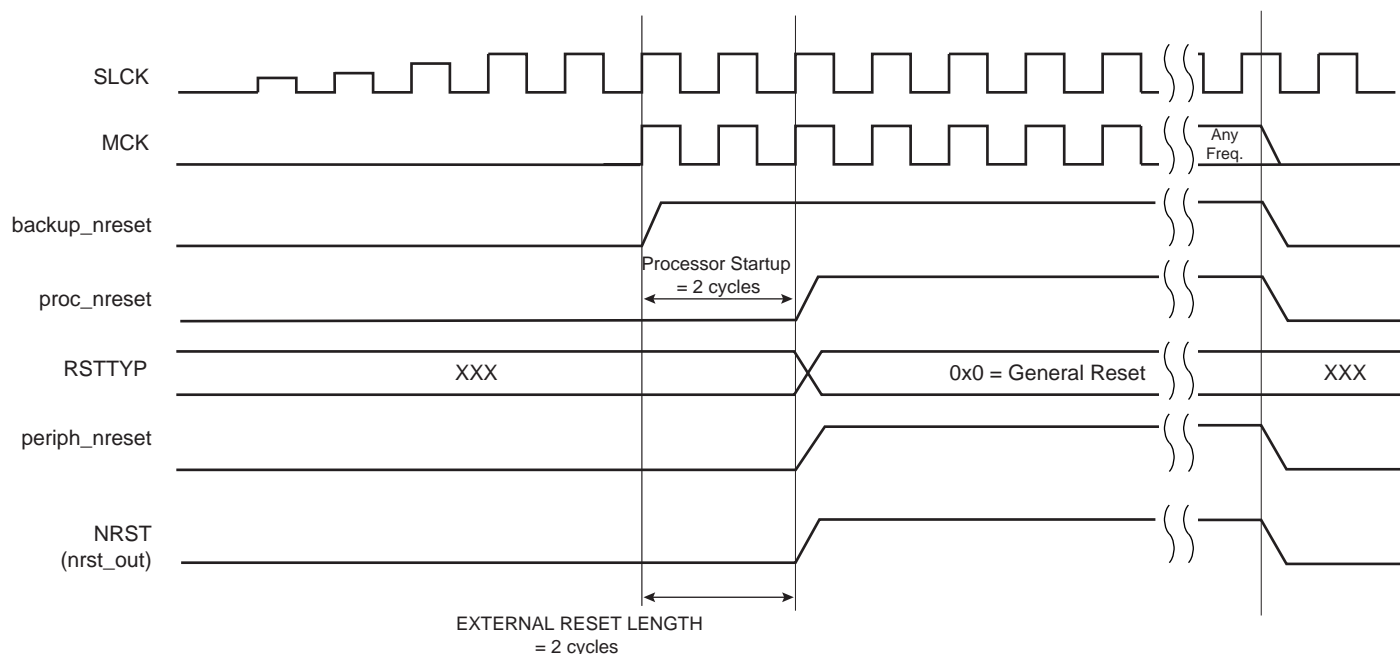 SLCK
MCK
Any
Freq.
backup_nreset
Processor Startup
= 2 cycles
proc_nreset
RSTTYP
XXX
0x0 = General Reset
XXX
periph_nreset
NRST
(nrst_out)
EXTERNAL RESET LENGTH
= 2 cycles